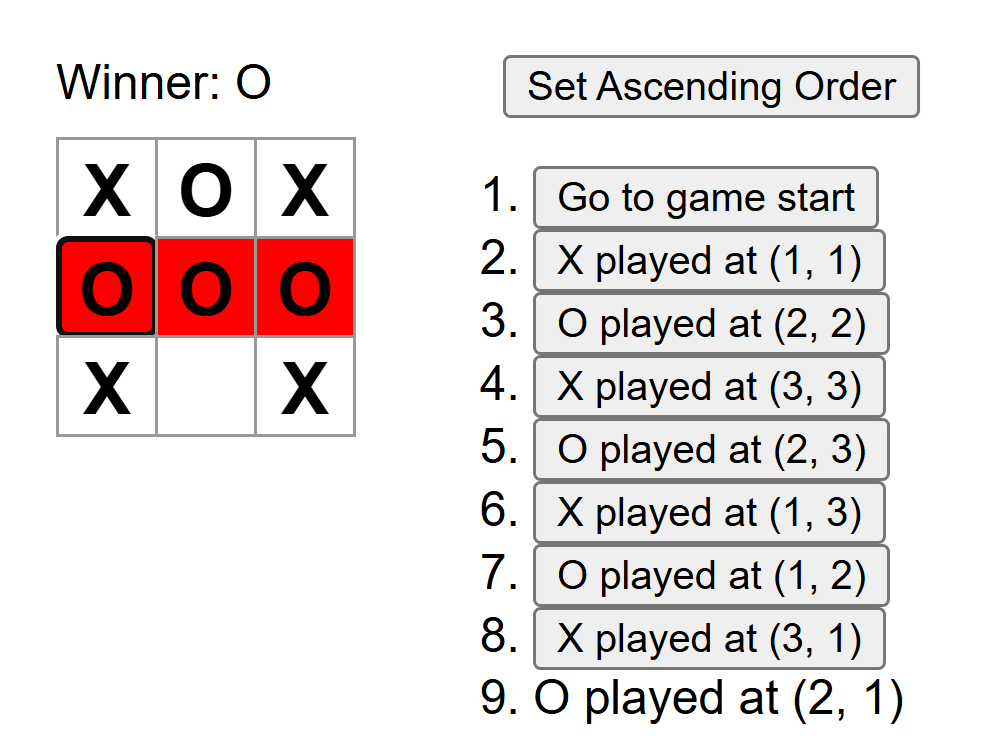 Winner: O
X O X
O O O
X X
Set Ascending Order
1. Go to game start
2. X played at (1, 1)
3. O played at (2, 2)
4. X played at (3, 3)
5. O played at (2, 3)
6. X played at (1, 3)
7. O played at (1, 2)
8. X played at (3, 1)
9. O played at (2, 1)